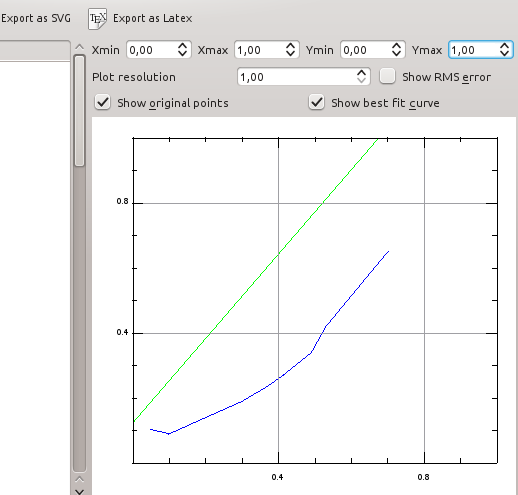 Export as SVG TEX Export as Latex
Xmin 0,00 Xmax 1,00 Ymin 0,00 Ymax 1,00
Plot resolution 1,00 Show RMS error
Show original points Show best fit curve
0.8
0.4
0.4 0.8